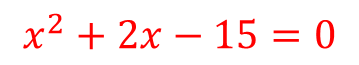 x² + 2x − 15 = 0